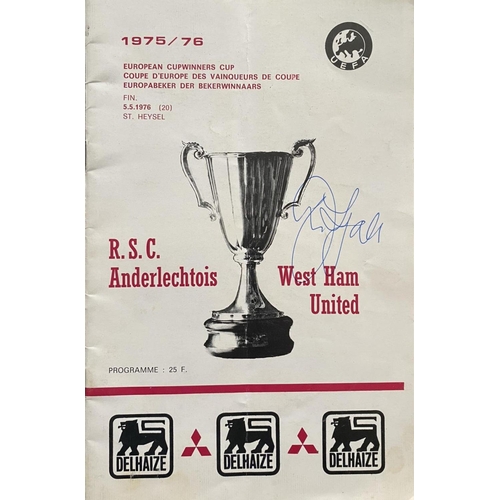 1975/76
UEFA
EUROPEAN CUPWINNERS CUP
COUPE D'EUROPE DES VAINQUEURS DE COUPE
EUROPABEKER DER BEKERWINNAARS
FIN.
5.5.1976 (20)
ST. HEYSEL
R.S.C.
Anderlechtois
West Ham
United
PROGRAMME : 25 F.
DELHAIZE
DELHAIZE
DELHAIZE